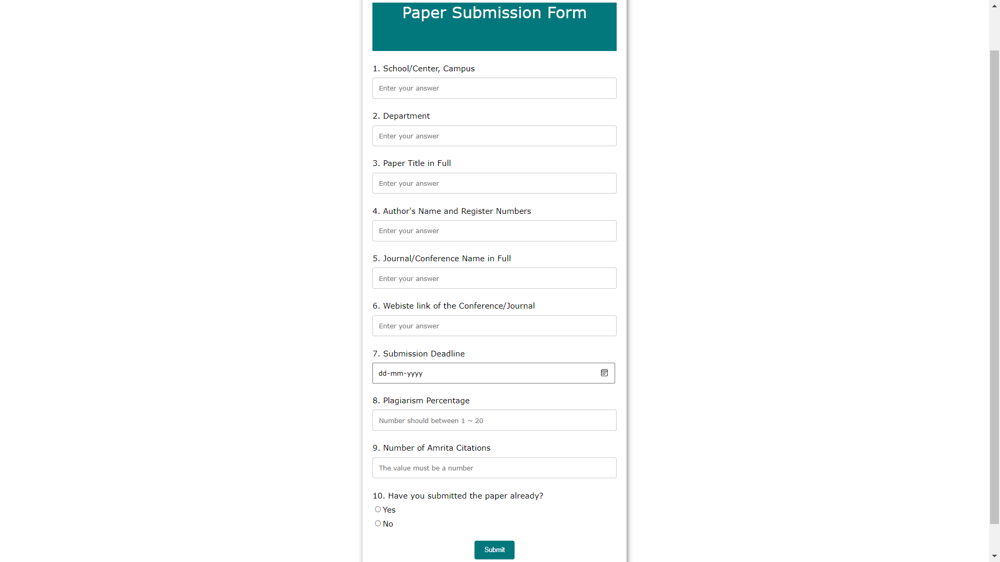 Paper Submission Form
1. School/Center, Campus
Enter your answer
2. Department
Enter your answer
3. Paper Title in Full
Enter your answer
4. Author's Name and Register Numbers
Enter your answer
5. Journal/Conference Name in Full
Enter your answer
6. Webiste link of the Conference/Journal
Enter your answer
7. Submission Deadline
dd-mm-yyyy
8. Plagiarism Percentage
Number should between 1 ~ 20
9. Number of Amrita Citations
The value must be a number
10. Have you submitted the paper already?
Yes
No
Submit